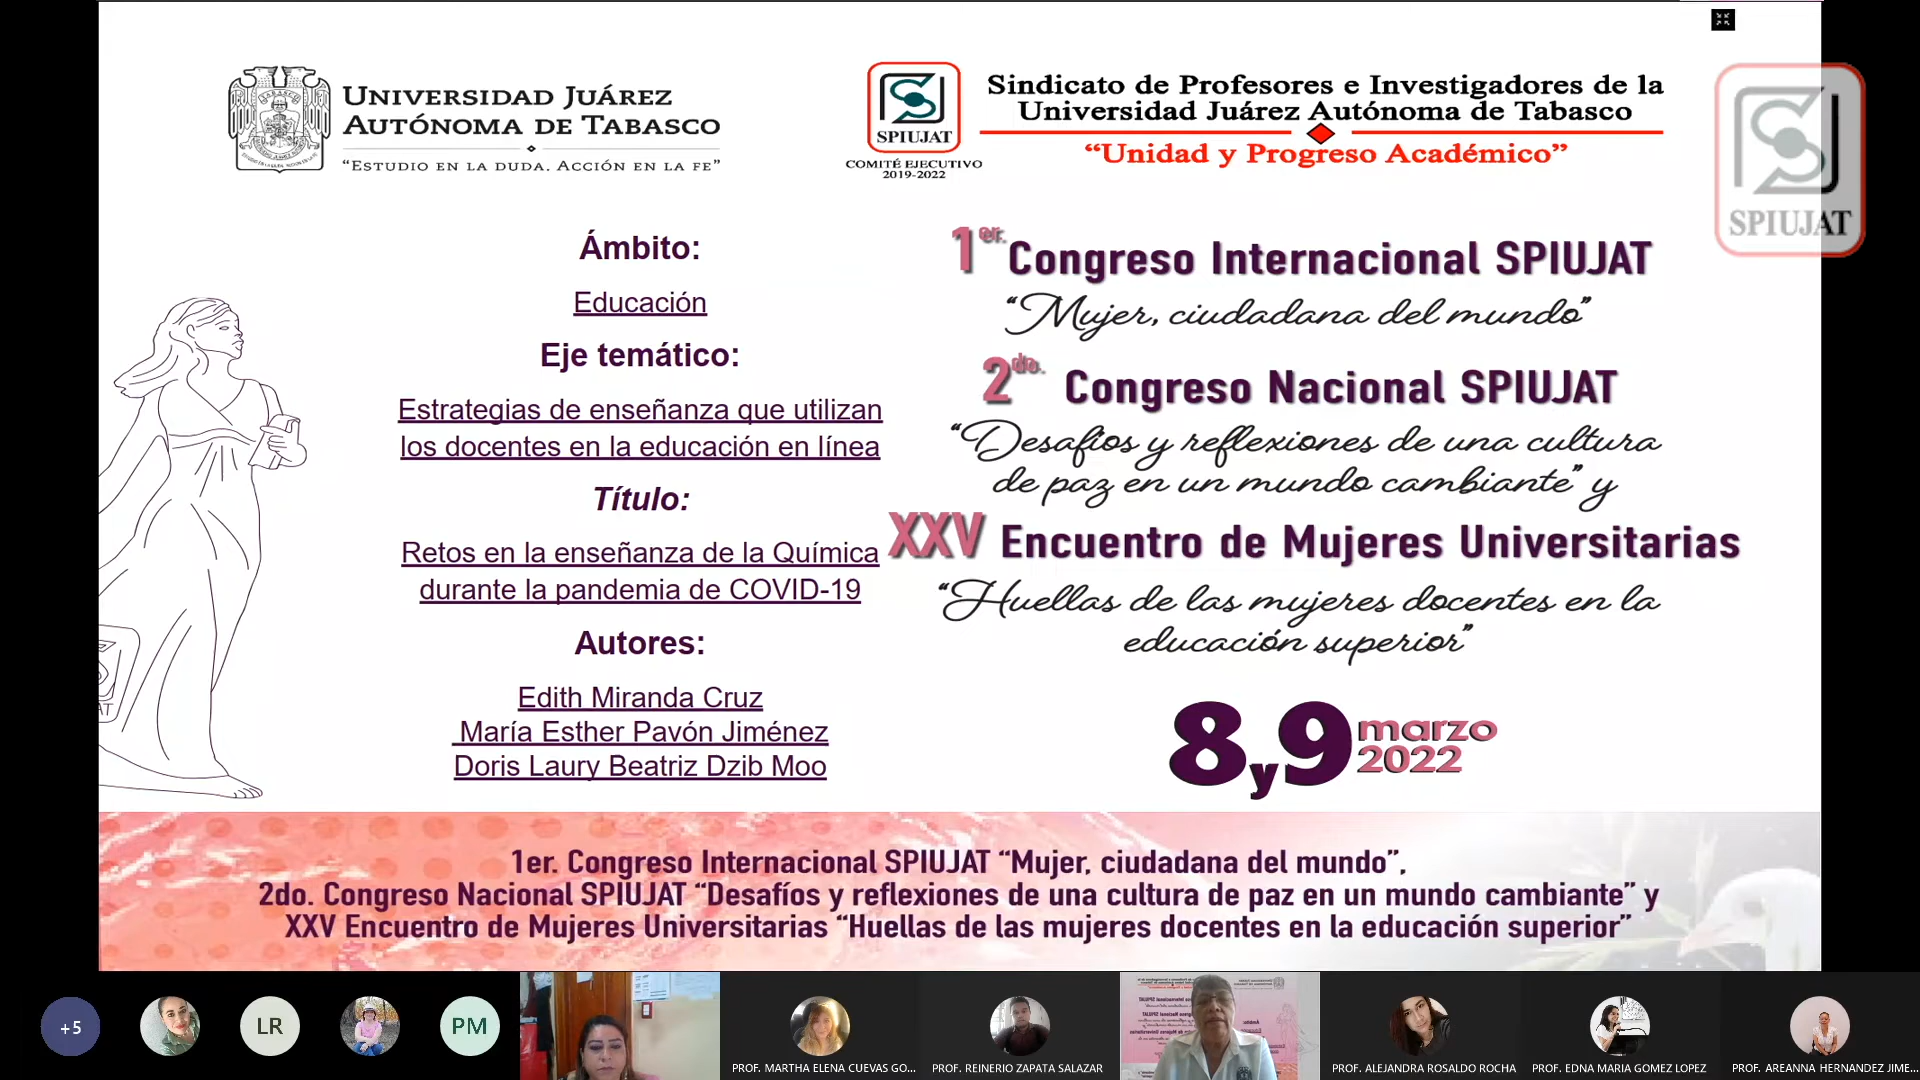 UNIVERSIDAD JUÁREZ
AUTÓNOMA DE TABASCO
“ESTUDIO EN LA DUDA. ACCIÓN EN LA FE”
SPIUJAT
COMITÉ EJECUTIVO
2019-2022
Sindicato de Profesores e Investigadores de la
Universidad Juárez Autónoma de Tabasco
“Unidad y Progreso Académico”
SPIUJAT
Ámbito:
Educación
Eje temático:
Estrategias de enseñanza que utilizan
los docentes en la educación en línea
Título:
Retos en la enseñanza de la Química
durante la pandemia de COVID-19
Autores:
Edith Miranda Cruz
María Esther Pavón Jiménez
Doris Laury Beatriz Dzib Moo
1er. Congreso Internacional SPIUJAT
“Mujer, ciudadana del mundo”
2do. Congreso Nacional SPIUJAT
“Desafíos y reflexiones de una cultura
de paz en un mundo cambiante” y
XXV Encuentro de Mujeres Universitarias
“Huellas de las mujeres docentes en la
educación superior”
8 y 9 marzo
2022
1er. Congreso Internacional SPIUJAT “Mujer, ciudadana del mundo”,
2do. Congreso Nacional SPIUJAT “Desafíos y reflexiones de una cultura de paz en un mundo cambiante” y
XXV Encuentro de Mujeres Universitarias “Huellas de las mujeres docentes en la educación superior”
+5
LR
PM
PROF. MARTHA ELENA CUEVAS GO...
PROF. REINERIO ZAPATA SALAZAR
PROF. ALEJANDRA ROSALDO ROCHA
PROF. EDNA MARIA GOMEZ LOPEZ
PROF. AREANNA HERNANDEZ JIME...